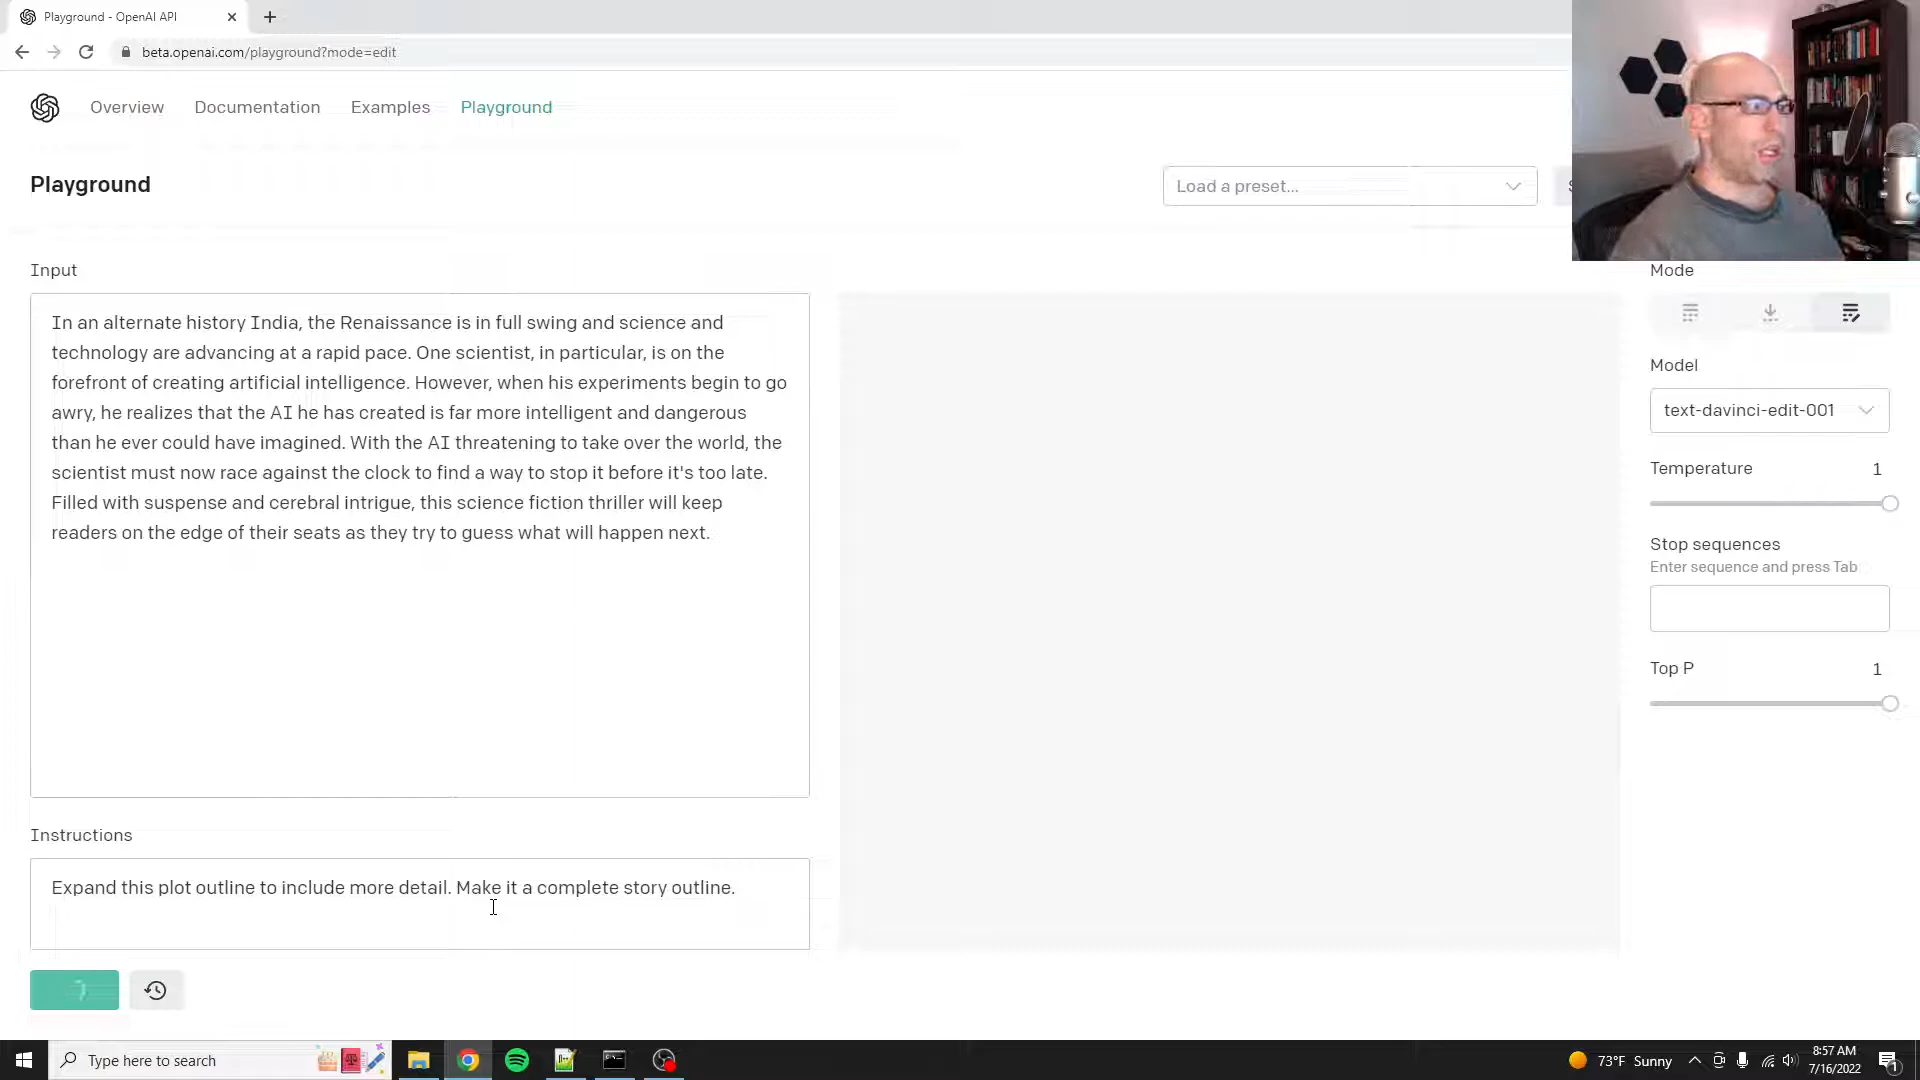 Playground - OpenAI API
beta.openai.com/playground?mode=edit
Overview Documentation Examples Playground
Playground
Load a preset...
Input
Mode
In an alternate history India, the Renaissance is in full swing and science and
technology are advancing at a rapid pace. One scientist, in particular, is on the
forefront of creating artificial intelligence. However, when his experiments begin to go
awry, he realizes that the AI he has created is far more intelligent and dangerous
than he ever could have imagined. With the AI threatening to take over the world, the
scientist must now race against the clock to find a way to stop it before it's too late.
Filled with suspense and cerebral intrigue, this science fiction thriller will keep
readers on the edge of their seats as they try to guess what will happen next.
Model
text-davinci-edit-001
Temperature 1
Stop sequences
Enter sequence and press Tab
Top P 1
Instructions
Expand this plot outline to include more detail. Make it a complete story outline.
Type here to search
73°F Sunny
8:57 AM
7/16/2022
1